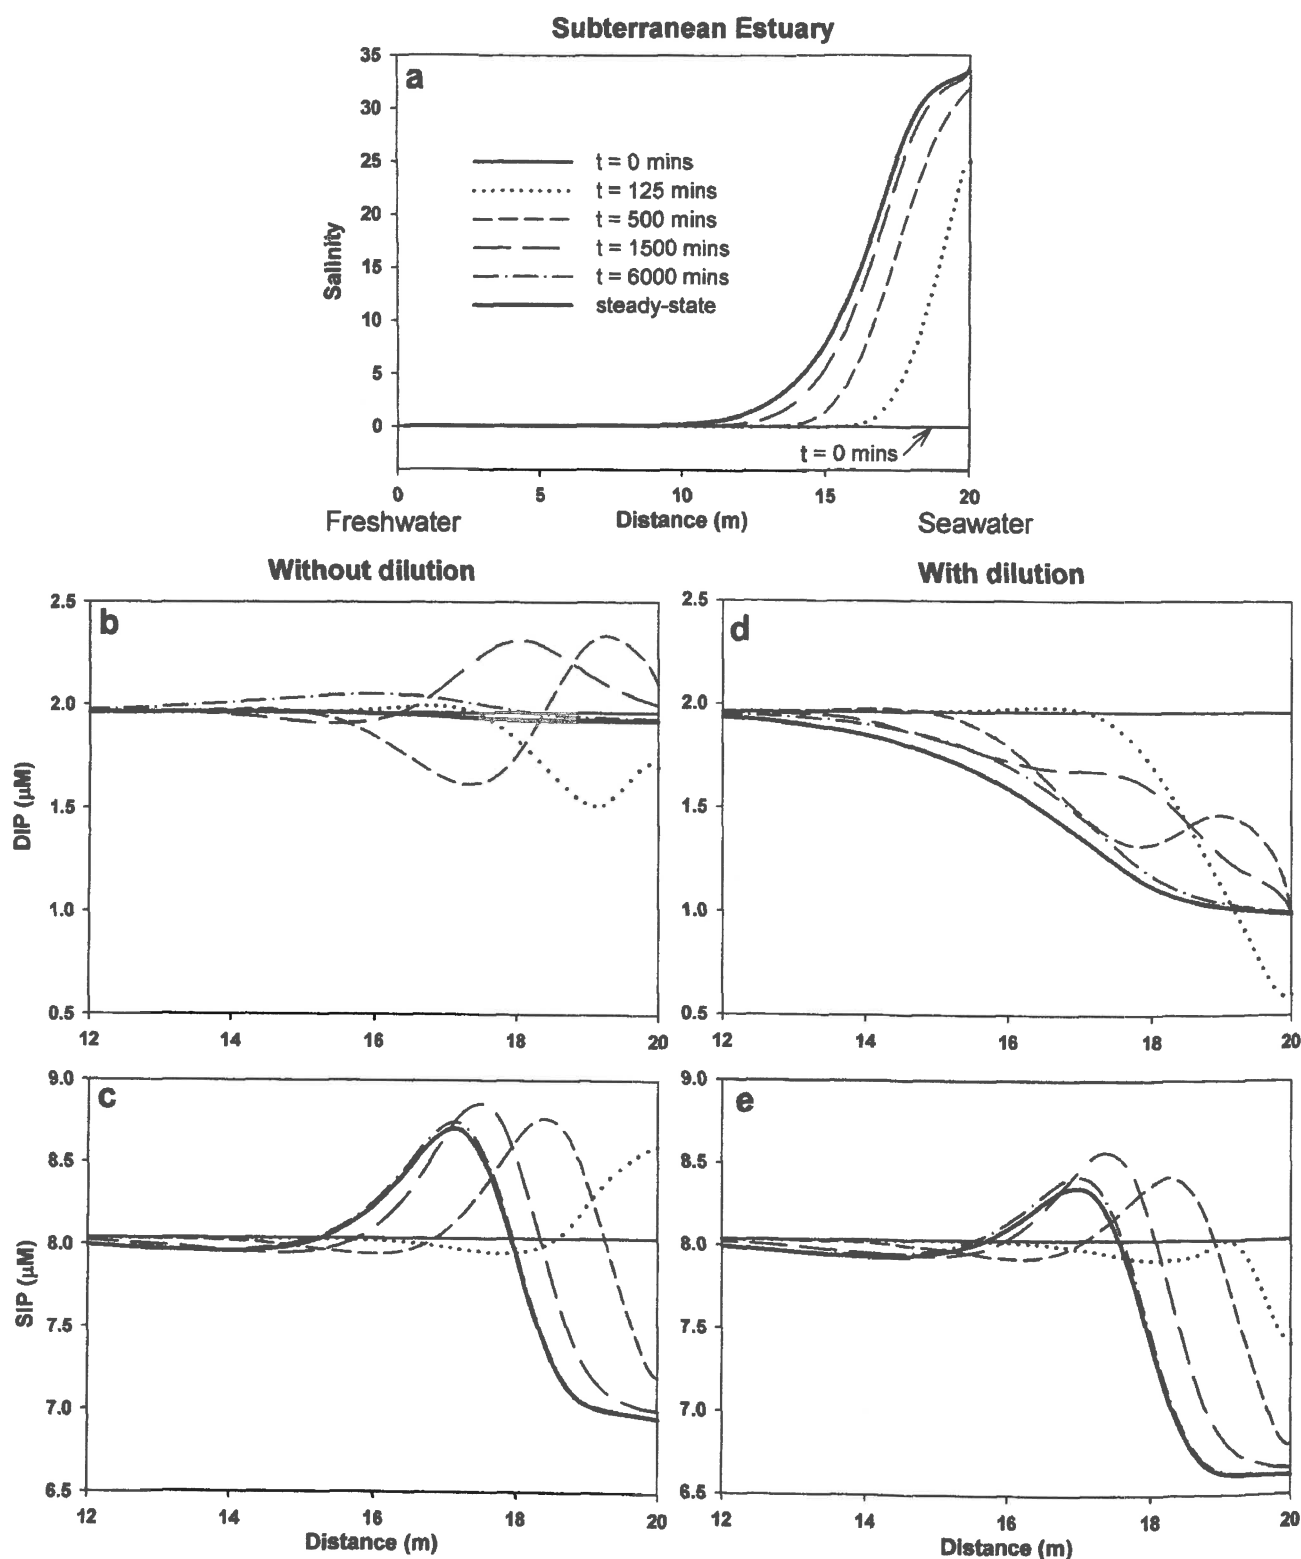 Subterranean Estuary
a
35
30
25
20
15
10
5
0
Salinity
t = 0 mins
t = 125 mins
t = 500 mins
t = 1500 mins
t = 6000 mins
steady-state
t = 0 mins
0 5 10 15 20
Freshwater Distance (m) Seawater
Without dilution
b
2.5
2.0
1.5
1.0
0.5
DIP (µM)
12 14 16 18 20
c
9.0
8.5
8.0
7.5
7.0
6.5
SIP (µM)
12 14 16 18 20
Distance (m)
With dilution
d
2.5
2.0
1.5
1.0
0.5
12 14 16 18 20
e
9.0
8.5
8.0
7.5
7.0
6.5
12 14 16 18 20
Distance (m)